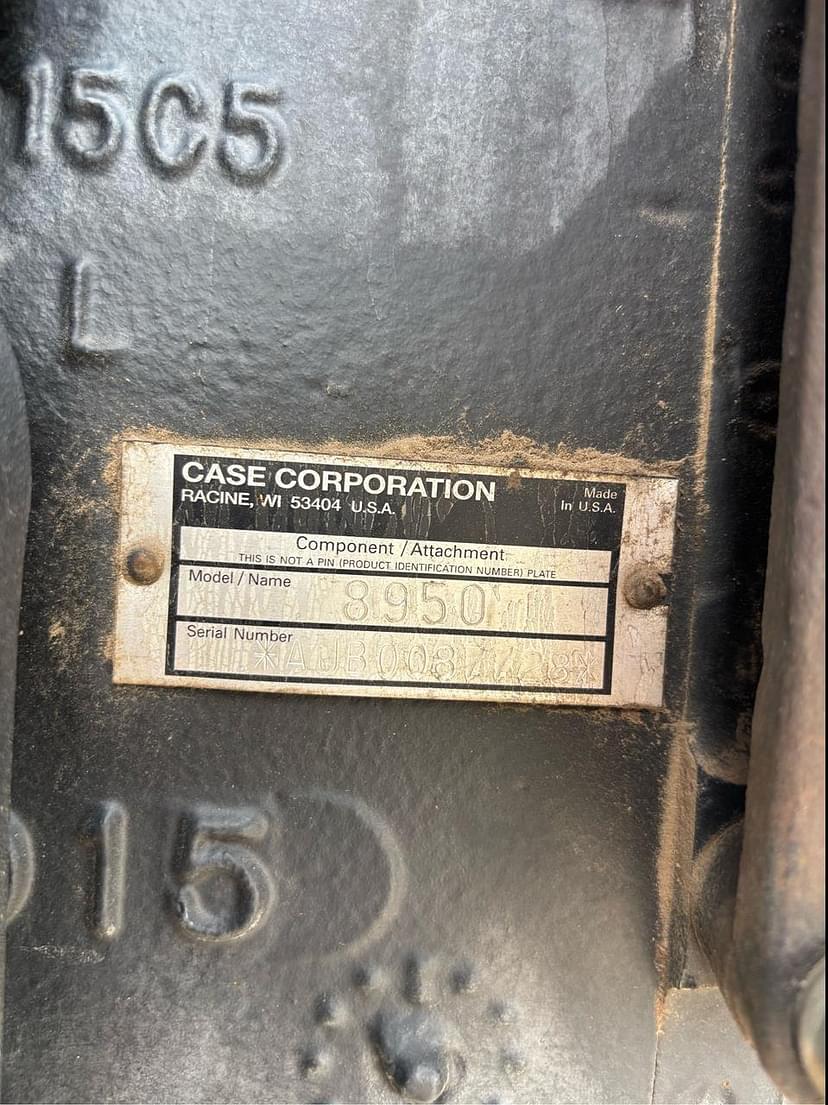 15C5
L
CASE CORPORATION
RACINE, WI 53404 U.S.A.
Made
In U.S.A.
Component / Attachment
THIS IS NOT A PIN (PRODUCT IDENTIFICATION NUMBER) PLATE
Model / Name
8950
Serial Number
15